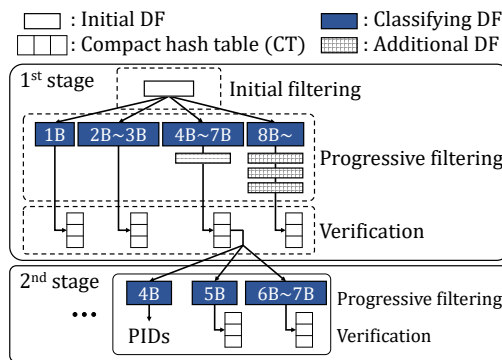 : Initial DF : Classifying DF
: Compact hash table (CT) : Additional DF
1st stage
Initial filtering
1B 2B~3B 4B~7B 8B~
Progressive filtering
Verification
2nd stage
4B 5B 6B~7B Progressive filtering
... PIDs Verification